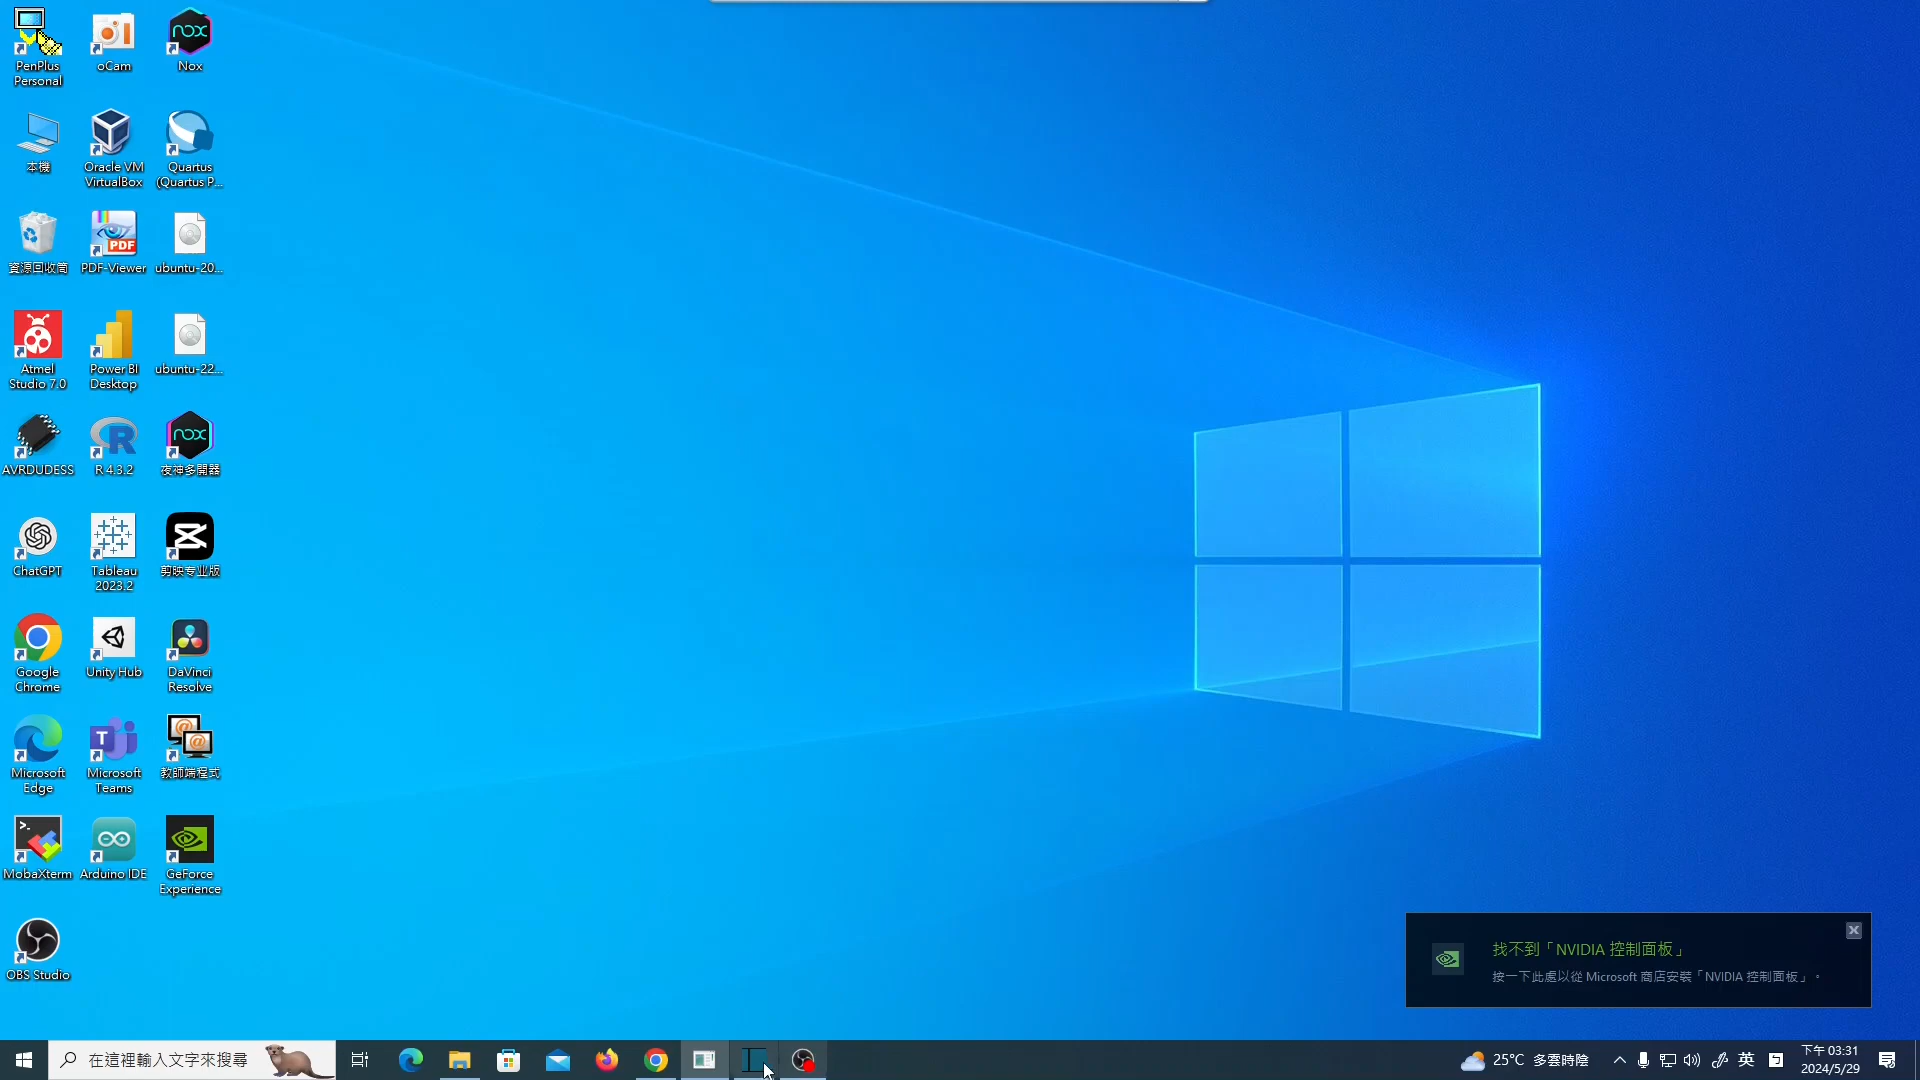 PenPlus
Personal
oCam
Nox
本機
Oracle VM
VirtualBox
Quartus
(Quartus P...
資源回收筒
PDF-Viewer
ubuntu-20...
Atmel
Studio 7.0
Power BI
Desktop
ubuntu-22...
AVRDUDESS
R 4.3.2
夜神多開器
ChatGPT
Tableau
2023.2
剪映专业版
Google
Chrome
Unity Hub
DaVinci
Resolve
Microsoft
Edge
Microsoft
Teams
教師端程式
MobaXterm
Arduino IDE
GeForce
Experience
OBS Studio
找不到「NVIDIA 控制面板」
按一下此處以從 Microsoft 商店安裝「NVIDIA 控制面板」。
在這裡輸入文字來搜尋
25°C 多雲時陰
英
下午 03:31
2024/5/29